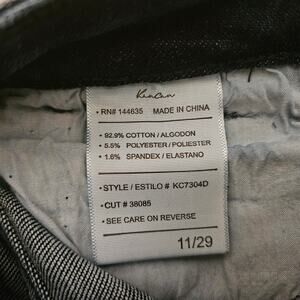 KanCan
• RN# 144635 MADE IN CHINA
• 92.9% COTTON / ALGODON
• 5.5% POLYESTER / POLIESTER
• 1.6% SPANDEX / ELASTANO
• STYLE / ESTILO # KC7304D
• CUT # 38085
• SEE CARE ON REVERSE
11/29